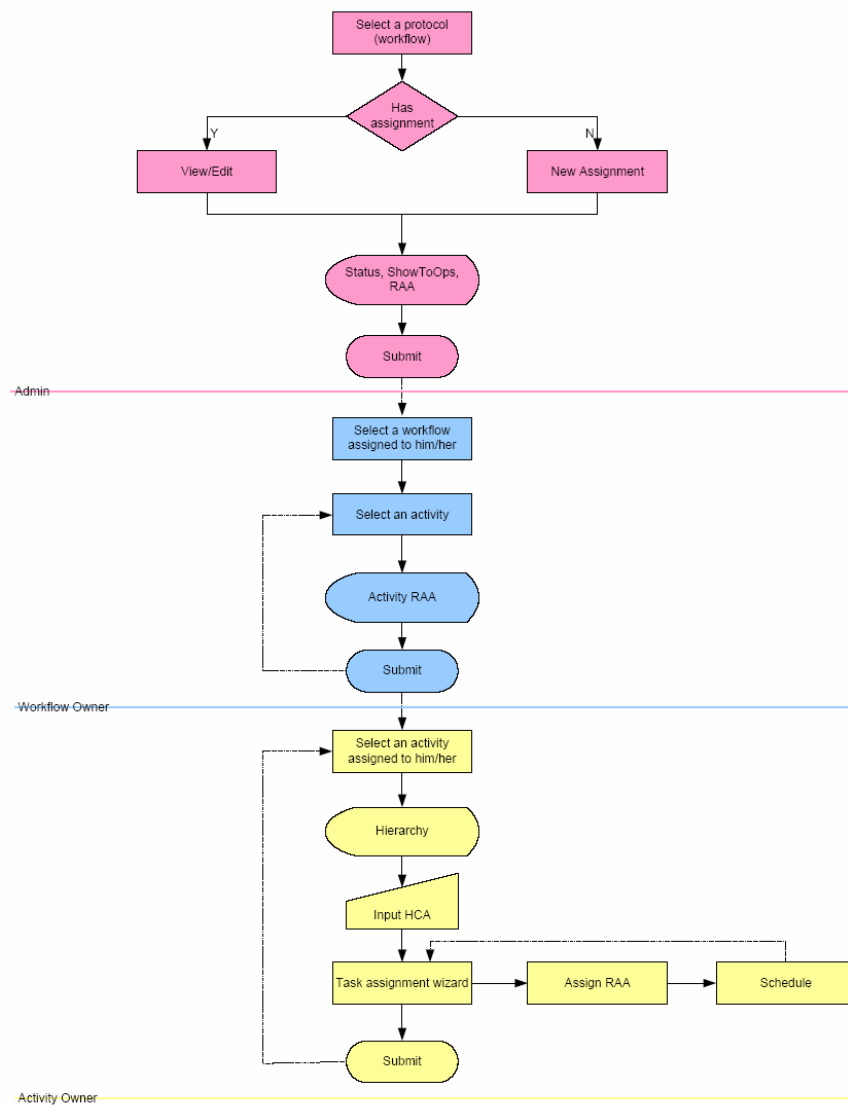 Select a protocol
(workflow)
Has
assignment
Y
N
View/Edit
New Assignment
Status, ShowToOps,
RAA
Submit
Admin
Select a workflow
assigned to him/her
Select an activity
Activity RAA
Submit
Workflow Owner
Select an activity
assigned to him/her
Hierarchy
Input HCA
Task assignment wizard
Assign RAA
Schedule
Submit
Activity Owner